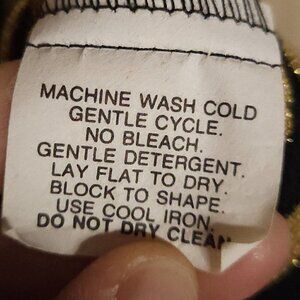 MACHINE WASH COLD
GENTLE CYCLE.
NO BLEACH.
GENTLE DETERGENT.
LAY FLAT TO DRY.
BLOCK TO SHAPE.
USE COOL IRON.
DO NOT DRY CLEAN